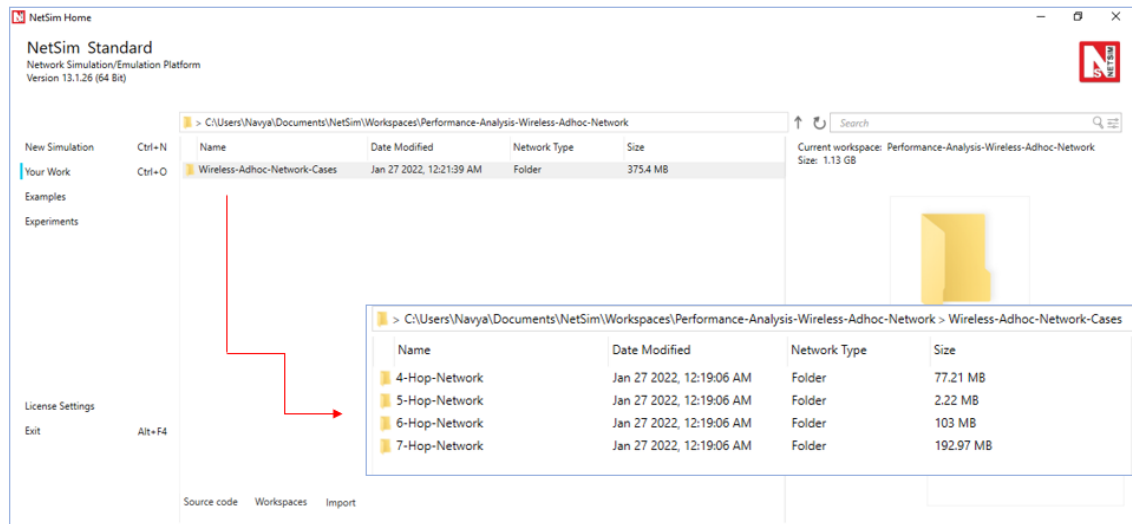 NetSim Home
NetSim Standard
Network Simulation/Emulation Platform
Version 13.1.26 (64 Bit)
NETSIM
> C:\Users\Navya\Documents\NetSim\Workspaces\Performance-Analysis-Wireless-Adhoc-Network
Search
New Simulation Ctrl+N
Your Work Ctrl+O
Examples
Experiments
License Settings
Exit Alt+F4
Name Date Modified Network Type Size
Wireless-Adhoc-Network-Cases Jan 27 2022, 12:21:39 AM Folder 375.4 MB
Current workspace: Performance-Analysis-Wireless-Adhoc-Network
Size: 1.13 GB
> C:\Users\Navya\Documents\NetSim\Workspaces\Performance-Analysis-Wireless-Adhoc-Network > Wireless-Adhoc-Network-Cases
Name Date Modified Network Type Size
4-Hop-Network Jan 27 2022, 12:19:06 AM Folder 77.21 MB
5-Hop-Network Jan 27 2022, 12:19:06 AM Folder 2.22 MB
6-Hop-Network Jan 27 2022, 12:19:06 AM Folder 103 MB
7-Hop-Network Jan 27 2022, 12:19:06 AM Folder 192.97 MB
Source code Workspaces Import